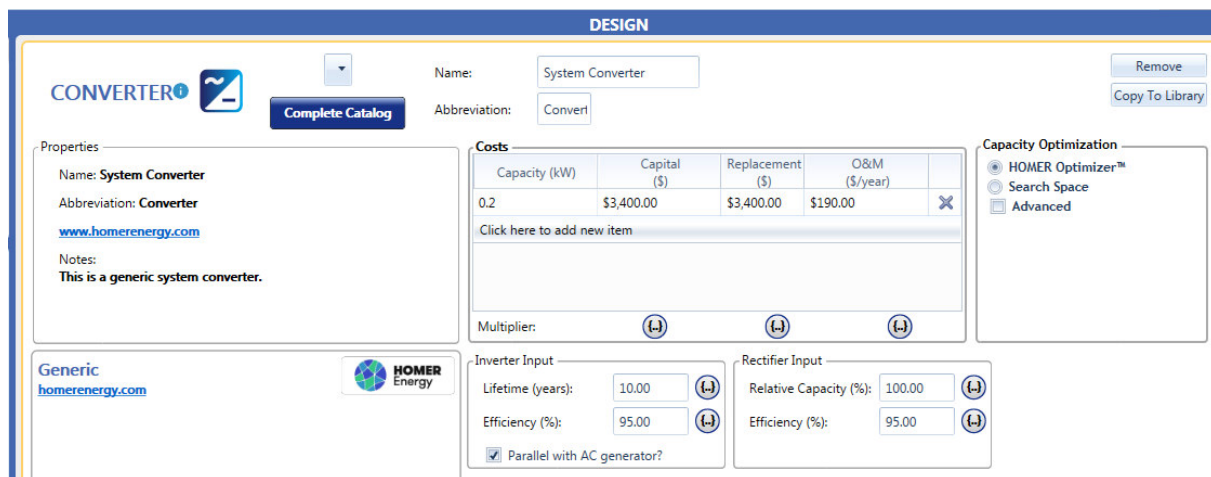 DESIGN
CONVERTER
Complete Catalog
Name:
System Converter
Abbreviation:
Convert
Remove
Copy To Library
Properties
Name: System Converter
Abbreviation: Converter
www.homerenergy.com
Notes:
This is a generic system converter.
Costs
Capacity (kW)
Capital
($)
Replacement
($)
O&M
($/year)
0.2
$3,400.00
$3,400.00
$190.00
Click here to add new item
Multiplier:
{..}
{..}
{..}
Capacity Optimization
HOMER Optimizer™
Search Space
Advanced
Generic
homerenergy.com
HOMER
Energy
Inverter Input
Lifetime (years):
10.00
{..}
Efficiency (%):
95.00
{..}
Parallel with AC generator?
Rectifier Input
Relative Capacity (%):
100.00
{..}
Efficiency (%):
95.00
{..}